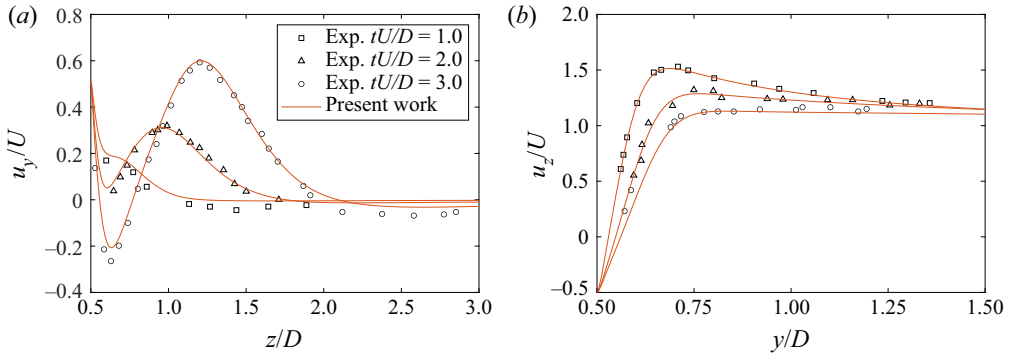 (a)
0.8
0.6
0.4
0.2
0
−0.2
−0.4
u_y/U
0.5 1.0 1.5 2.0 2.5 3.0
z/D
Exp. tU/D = 1.0
Exp. tU/D = 2.0
Exp. tU/D = 3.0
Present work
(b)
2.0
1.5
1.0
0.5
0
−0.5
u_z/U
0.50 0.75 1.00 1.25 1.50
y/D